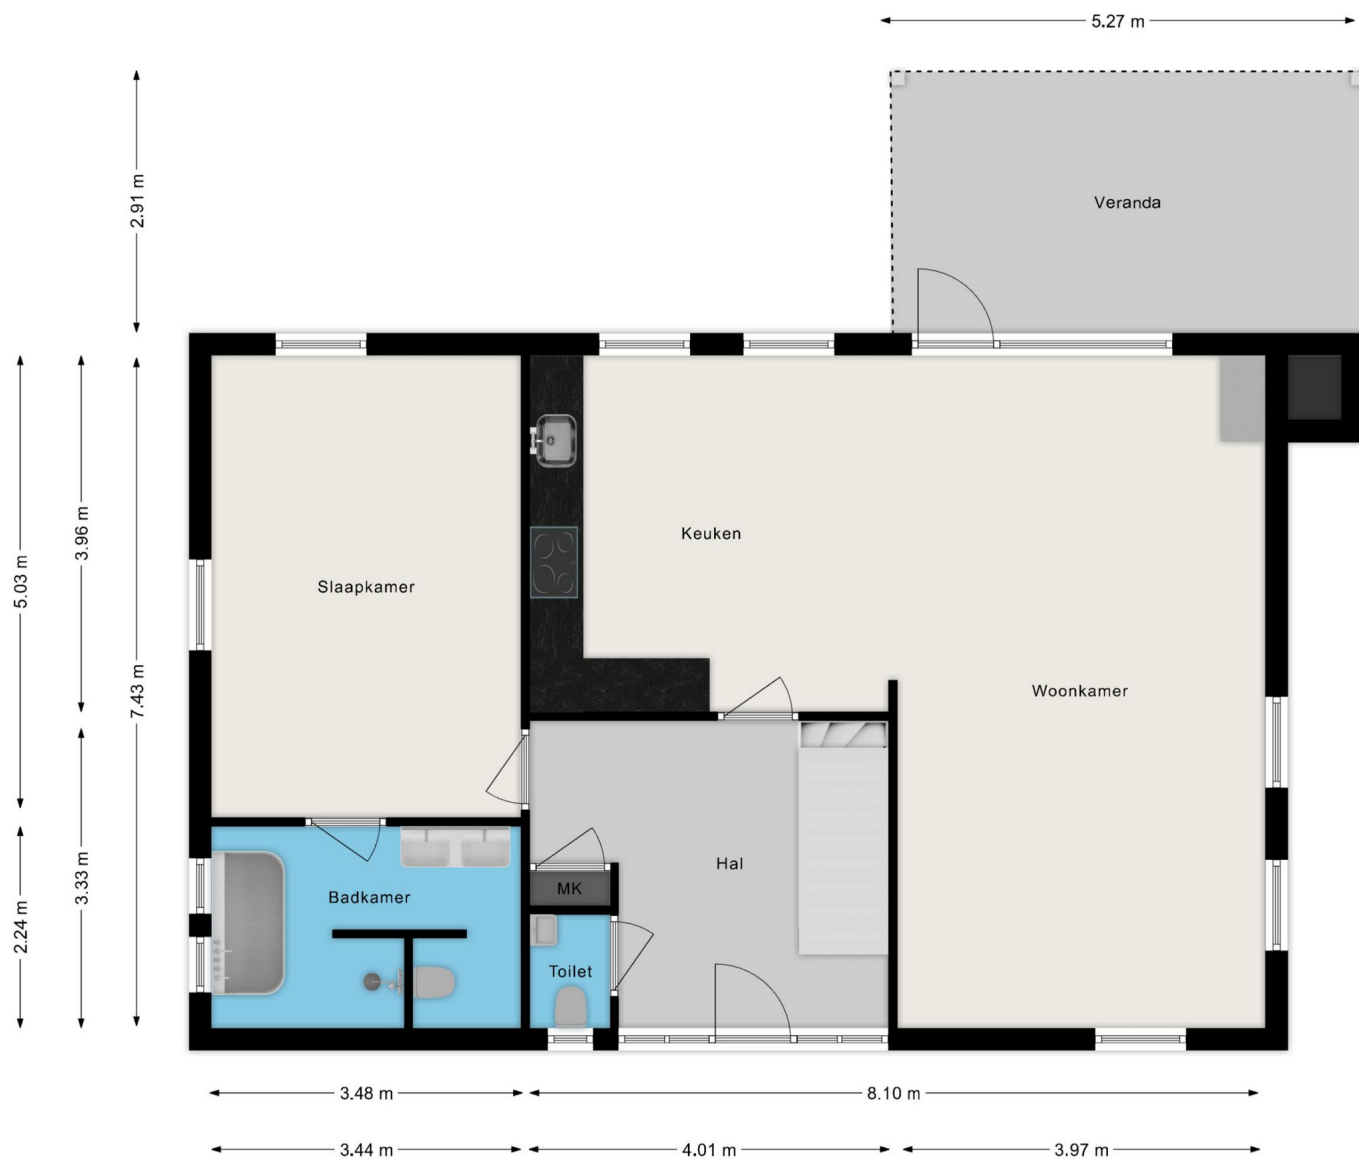 5.27 m
2.91 m
Veranda
5.03 m
3.96 m
7.43 m
Keuken
Slaapkamer
Woonkamer
2.24 m
3.33 m
Hal
MK
Badkamer
Toilet
3.48 m
8.10 m
3.44 m
4.01 m
3.97 m